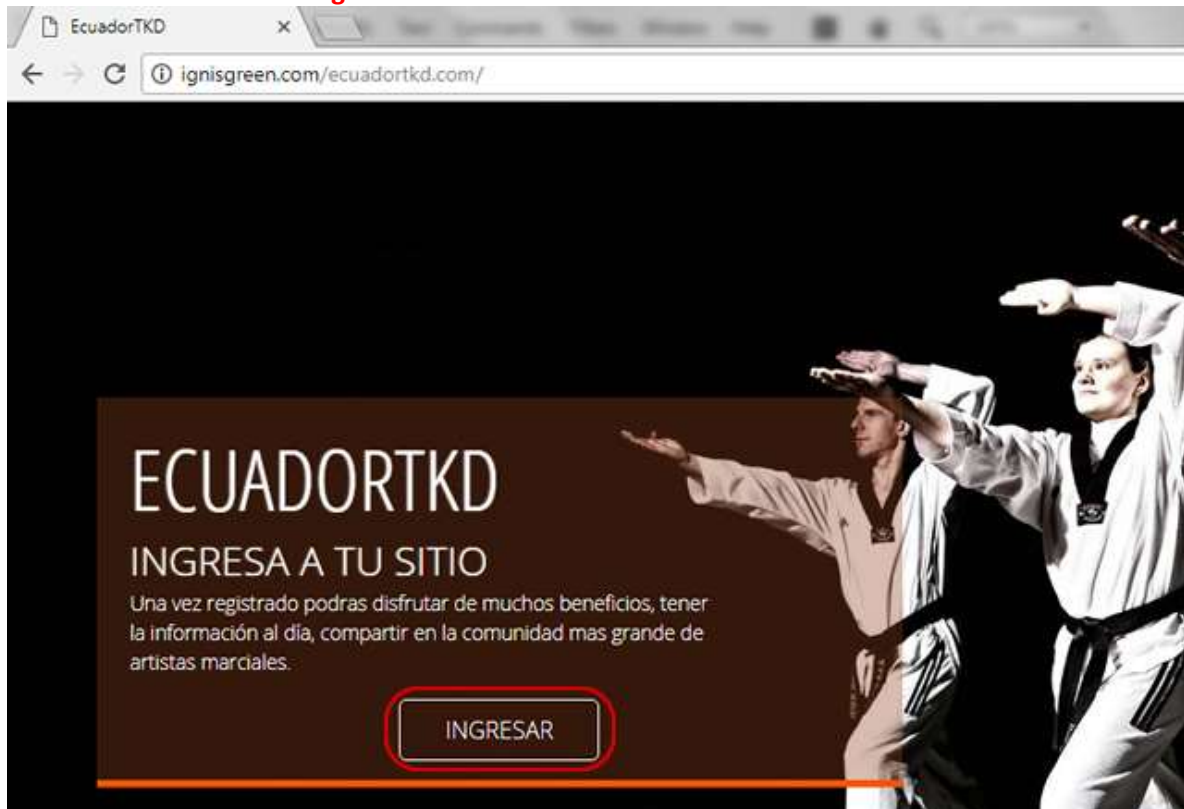 EcuadorTKD
ignisgreen.com/ecuadortkd.com/
ECUADORTKD
INGRESA A TU SITIO
Una vez registrado podras disfrutar de muchos beneficios, tener
la información al día, compartir en la comunidad mas grande de
artistas marciales.
INGRESAR